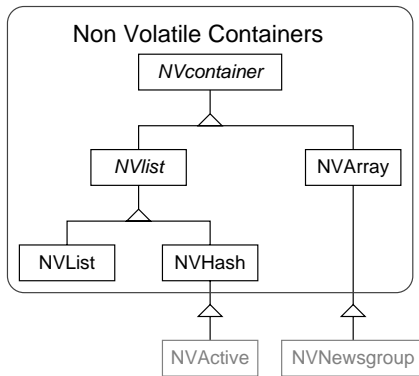 Non Volatile Containers
NVcontainer
NVlist
NVArray
NVList
NVHash
NVActive
NVNewsgroup